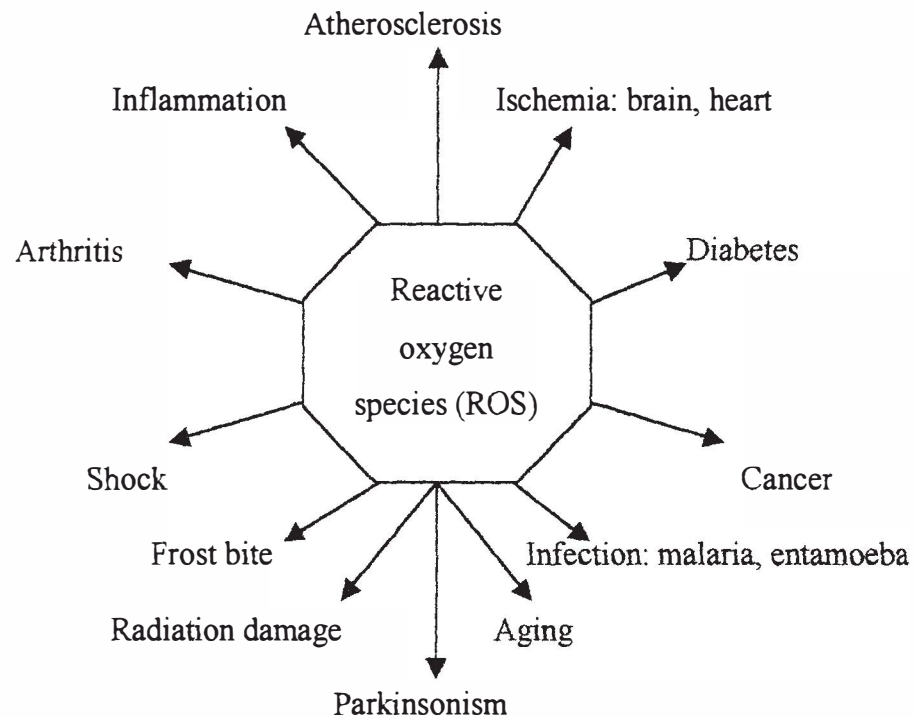 Atherosclerosis
Inflammation
Ischemia: brain, heart
Arthritis
Diabetes
Reactive
oxygen
species (ROS)
Shock
Cancer
Frost bite
Infection: malaria, entamoeba
Radiation damage
Aging
Parkinsonism